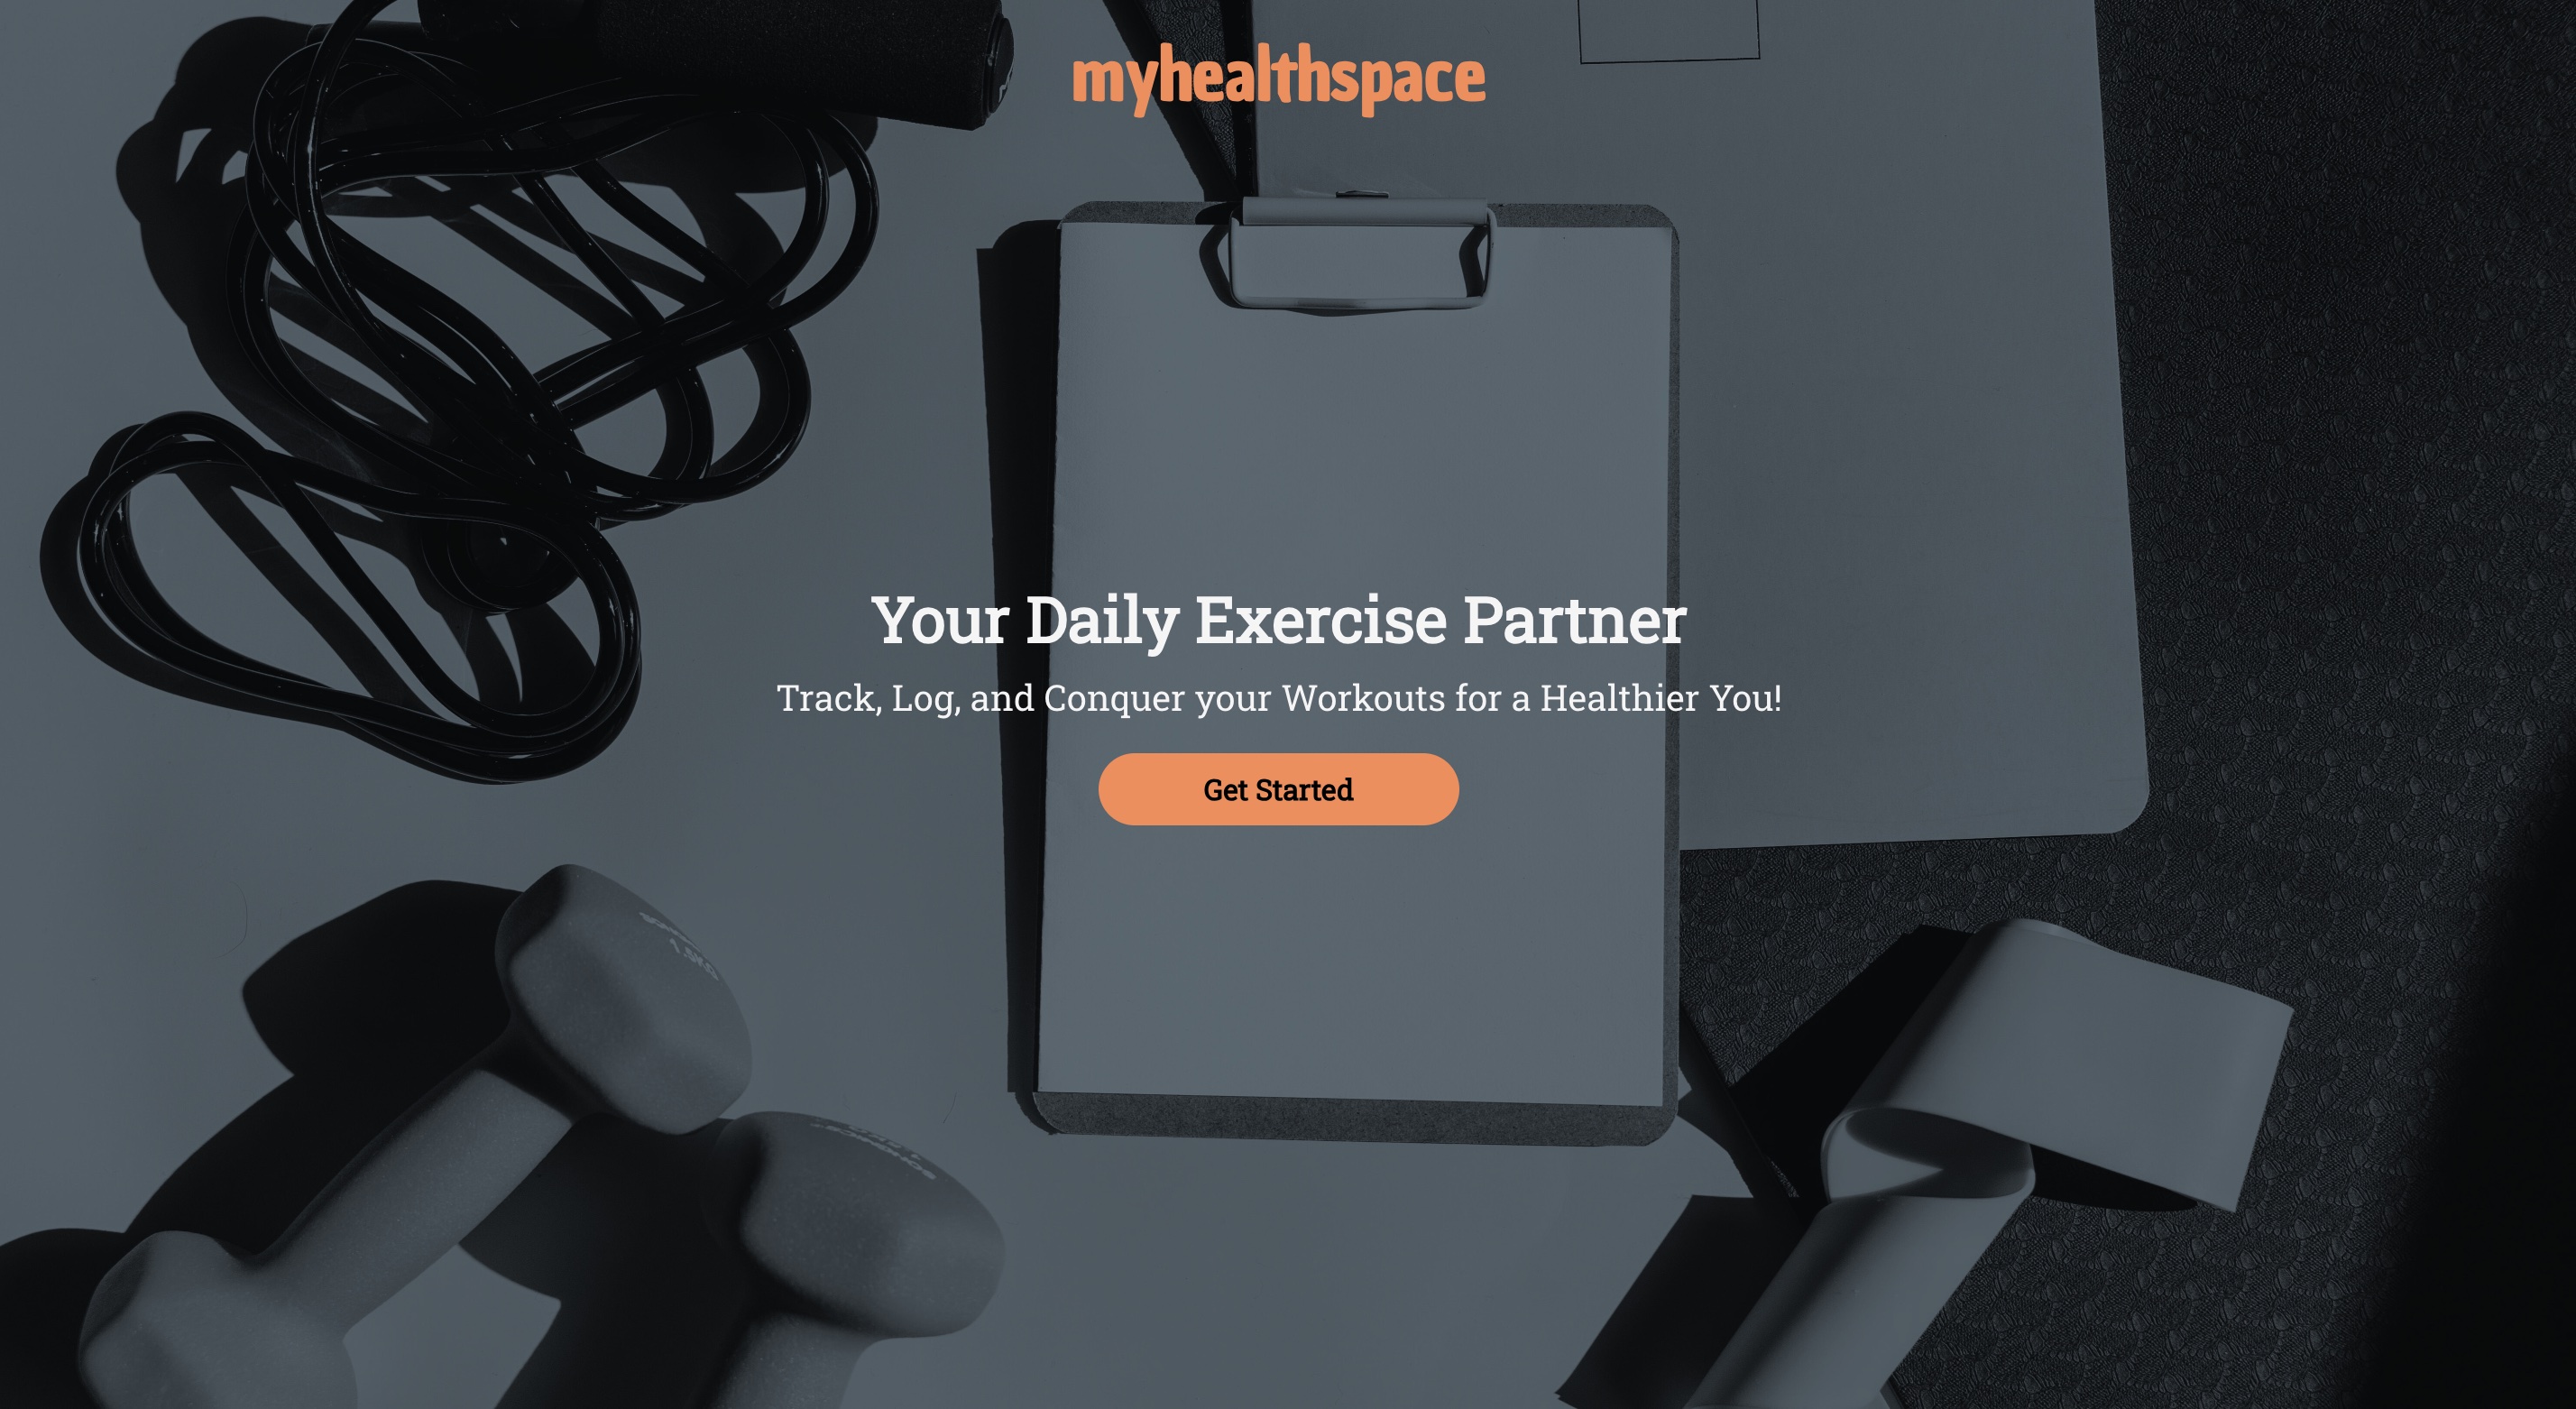 myhealthspace
Your Daily Exercise Partner
Track, Log, and Conquer your Workouts for a Healthier You!
Get Started